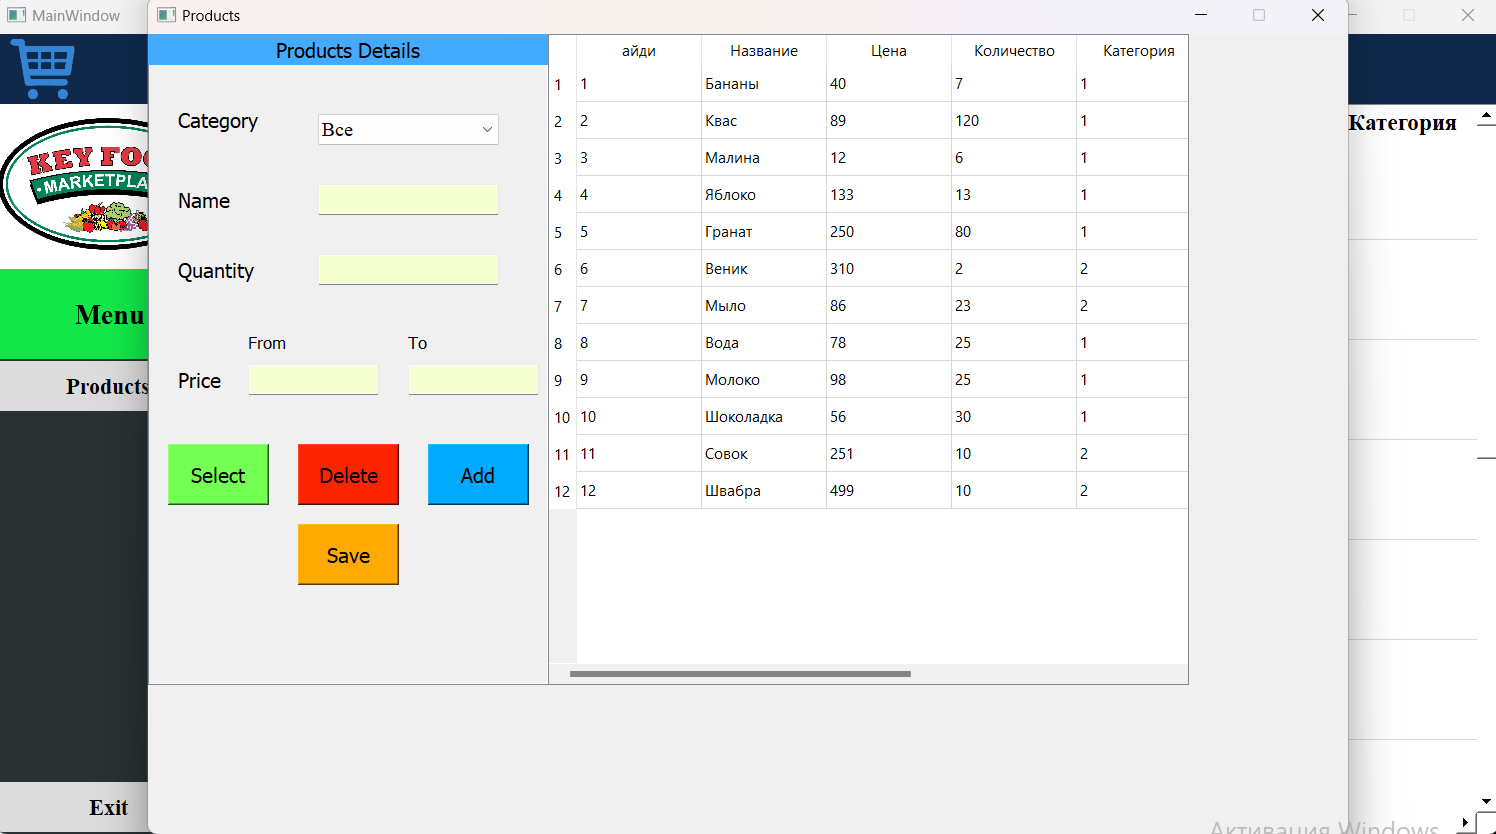 MainWindow
Products
Products Details
айди Название Цена Количество Категория
1 1 Бананы 40 7 1
2 2 Квас 89 120 1
3 3 Малина 12 6 1
4 4 Яблоко 133 13 1
5 5 Гранат 250 80 1
6 6 Веник 310 2 2
7 7 Мыло 86 23 2
8 8 Вода 78 25 1
9 9 Молоко 98 25 1
10 10 Шоколадка 56 30 1
11 11 Совок 251 10 2
12 12 Швабра 499 10 2
Category Все
Name
Quantity
From To
Price
Select Delete Add
Save
KEY FOO
MARKETPLA
Menu
Products
Exit
Категория
Активация Windows